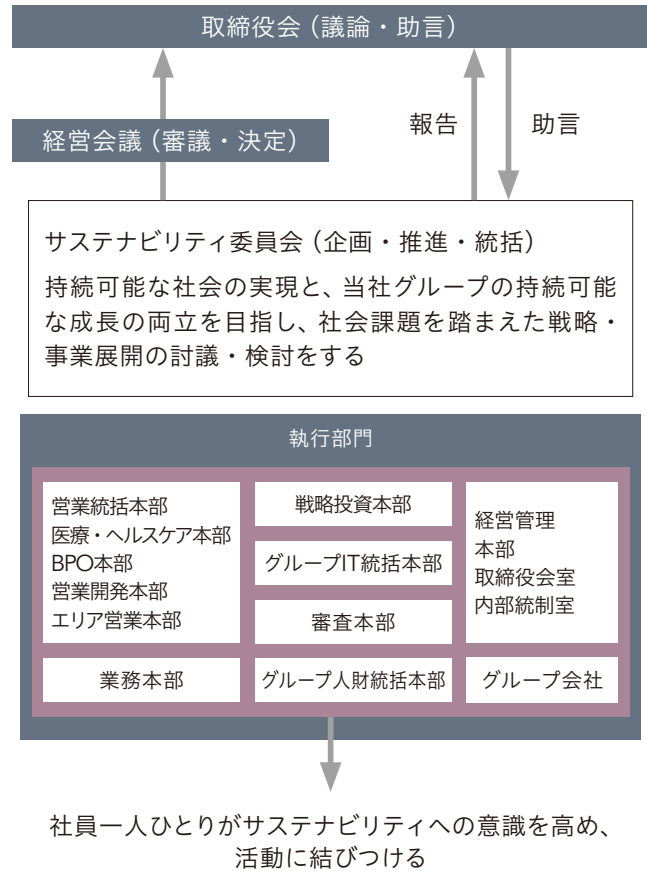 取締役会（議論・助言）
経営会議（審議・決定）
報告
助言
サステナビリティ委員会（企画・推進・統括）
持続可能な社会の実現と、当社グループの持続可能
な成長の両立を目指し、社会課題を踏まえた戦略・
事業展開の討議・検討をする
執行部門
営業統括本部
医療・ヘルスケア本部
BPO本部
営業開発本部
エリア営業本部
業務本部
戦略投資本部
グループIT統括本部
審査本部
グループ人財統括本部
経営管理
本部
取締役会室
内部統制室
グループ会社
社員一人ひとりがサステナビリティへの意識を高め、
活動に結びつける